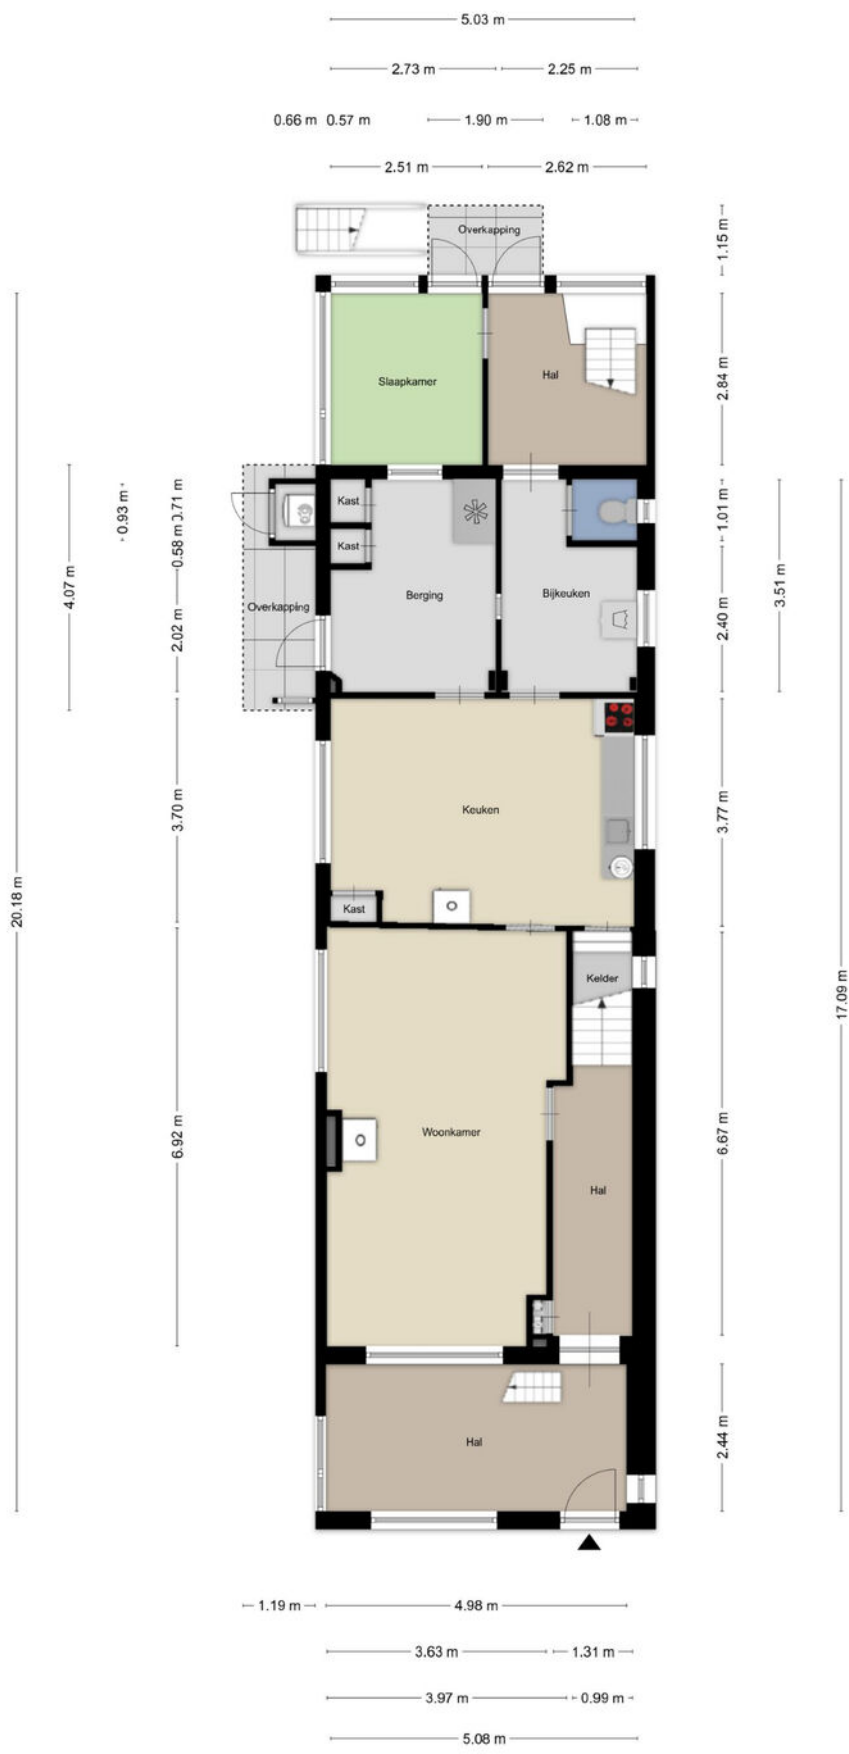 5.03 m
2.73 m
2.25 m
0.66 m
0.57 m
1.90 m
1.08 m
2.51 m
2.62 m
Overkapping
1.15 m
Slaapkamer
Hal
2.84 m
Kast
Kast
0.93 m
0.71 m
0.58 m
1.01 m
4.07 m
3.51 m
Overkapping
Berging
Bijkeuken
2.02 m
2.40 m
Keuken
3.70 m
3.77 m
Kast
20.18 m
Kelder
17.09 m
Woonkamer
6.92 m
6.67 m
Hal
Hal
2.44 m
1.19 m
4.98 m
3.63 m
1.31 m
3.97 m
0.99 m
5.08 m